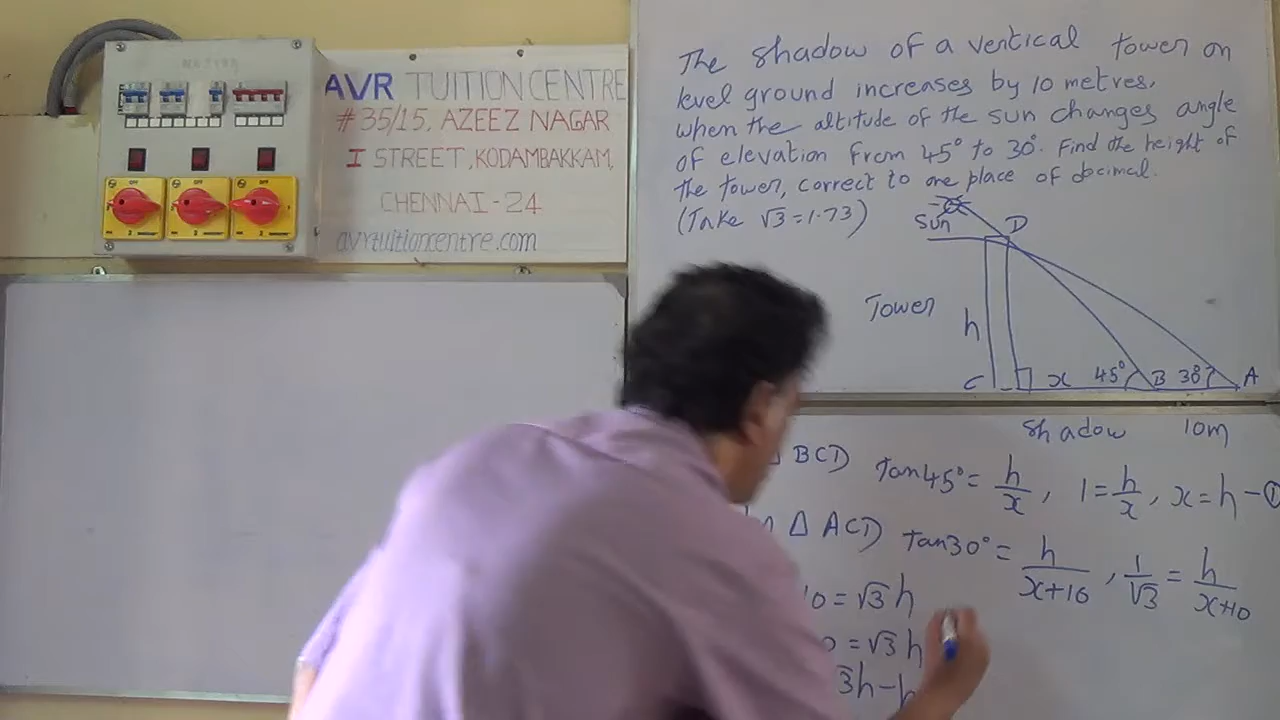 AVR TUITION CENTRE
# 35/15, AZEEZ NAGAR
I STREET, KODAMBAKKAM,
CHENNAI - 24
avrtuitioncentre.com
The shadow of a vertical tower on
level ground increases by 10 metres,
when the altitude of the sun changes angle
of elevation from 45° to 30°. Find the height of
the tower, correct to one place of decimal.
(Take √3 = 1.73)
Sun
D
Tower
h
C x 45° B 30° A
Shadow 10m
Δ BCD tan45° = h/x, 1 = h/x, x = h - ①
Δ ACD tan30° = h/x+10, 1/√3 = h/x+10
10 = √3 h
0 = √3 h
3h - h